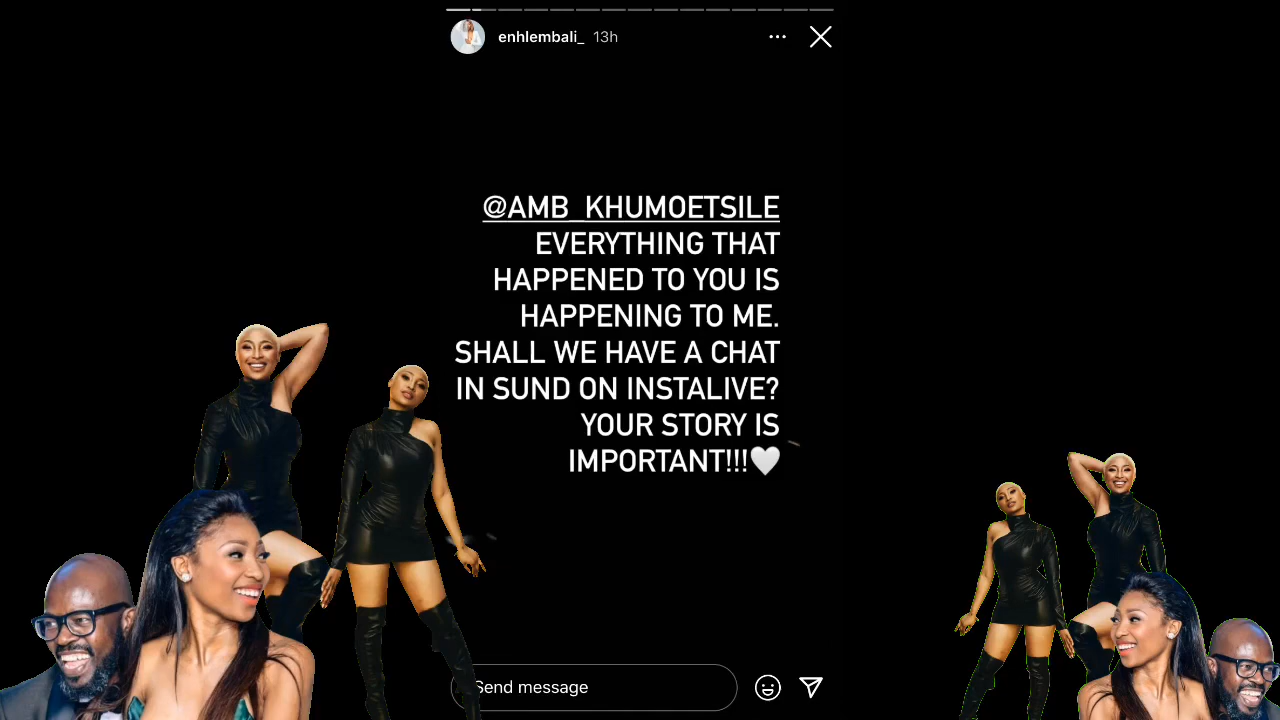 enhlembali_ 13h
@AMB_KHUMOETSILE
EVERYTHING THAT
HAPPENED TO YOU IS
HAPPENING TO ME.
SHALL WE HAVE A CHAT
IN SUND ON INSTALIVE?
YOUR STORY IS
IMPORTANT!!!🤍
Send message